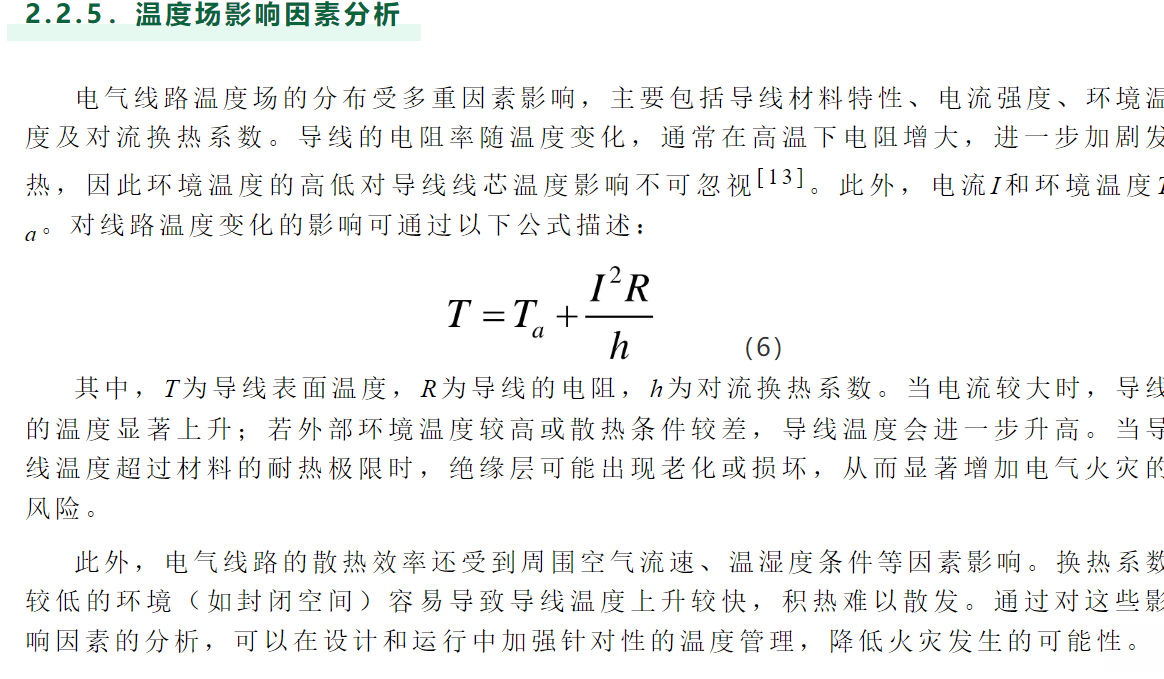 2.2.5. 温度场影响因素分析
电气线路温度场的分布受多重因素影响，主要包括导线材料特性、电流强度、环境温
度及对流换热系数。导线的电阻率随温度变化，通常在高温下电阻增大，进一步加剧发
热，因此环境温度的高低对导线线芯温度影响不可忽视[13]。此外，电流I和环境温度T
a。对线路温度变化的影响可通过以下公式描述：
T = Ta + I²R / h (6)
其中，T为导线表面温度，R为导线的电阻，h为对流换热系数。当电流较大时，导线
的温度显著上升；若外部环境温度较高或散热条件较差，导线温度会进一步升高。当导
线温度超过材料的耐热极限时，绝缘层可能出现老化或损坏，从而显著增加电气火灾的
风险。
此外，电气线路的散热效率还受到周围空气流速、温湿度条件等因素影响。换热系数
较低的环境（如封闭空间）容易导致导线温度上升较快，积热难以散发。通过对这些影
响因素的分析，可以在设计和运行中加强针对性的温度管理，降低火灾发生的可能性。